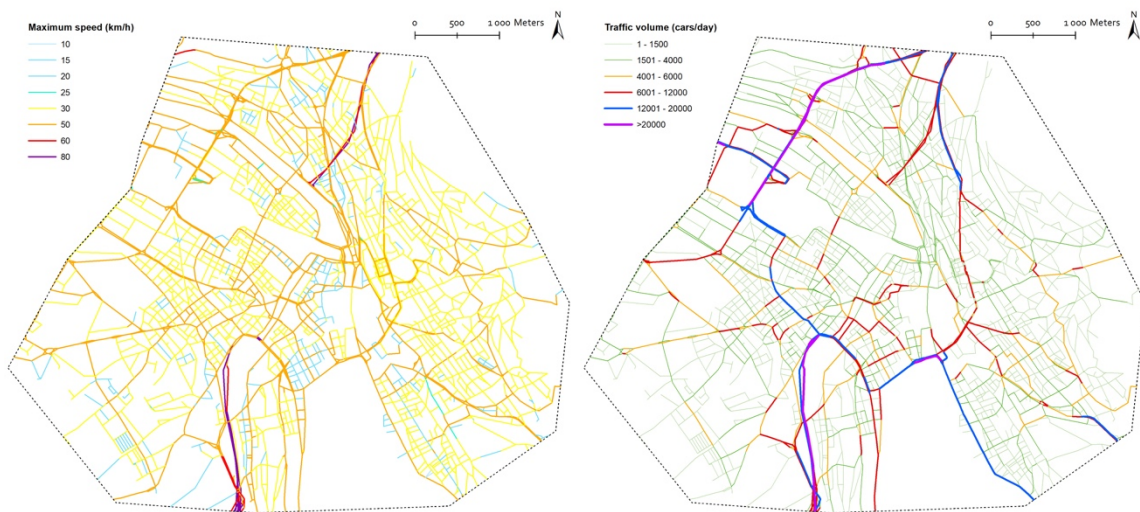 Maximum speed (km/h)
10
15
20
25
30
50
60
80
0 500 1 000 Meters
N
Traffic volume (cars/day)
1 - 1500
1501 - 4000
4001 - 6000
6001 - 12000
12001 - 20000
>20000
0 500 1 000 Meters
N